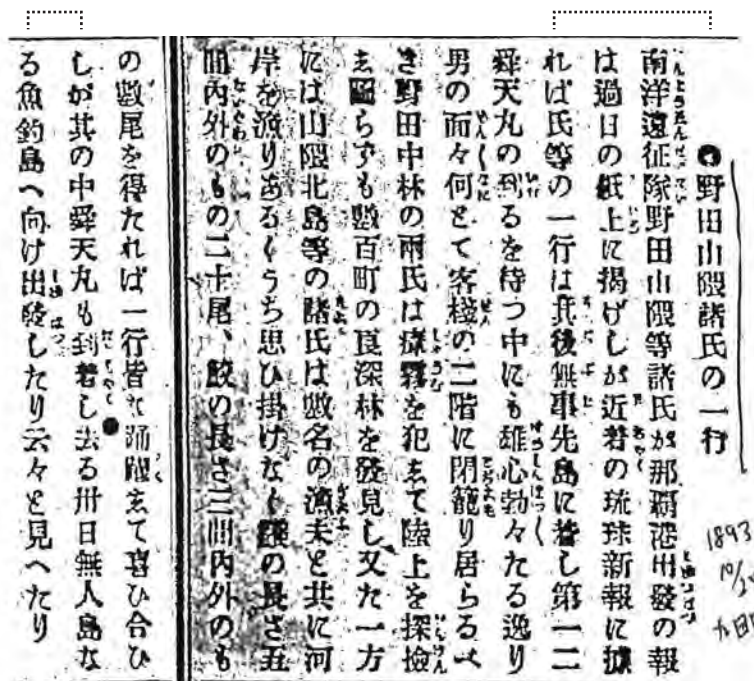 野田山隈諸氏の一行
南洋遠征隊野田山隈等諸氏が那覇港出發の報
は過日の紙上に掲げしが近着の琉球新報に據
れば氏等の一行は其後無事先島に着し第一二
舜天丸の到るを待つ中にも雄心勃々たる逸り
男の面々何とて客棧の二階に閉籠り居らるべ
き野田中林の兩氏は瘴霧を犯して陸上を探撿
し圖らずも數百町の良深林を發見し又た一方
には山隈北島等の諸氏は數名の漁夫と共に河
岸を漁りあるくうち思ひ掛けなく鰻の長さ五
間内外のもの二十尾、鮫の長さ三間内外のも
の數尾を得たれば一行皆な踊躍して喜び合ひ
しが其の中舜天丸も到着し去る卅日無人島な
る魚釣島へ向け出發したり云々と見へたり
1893